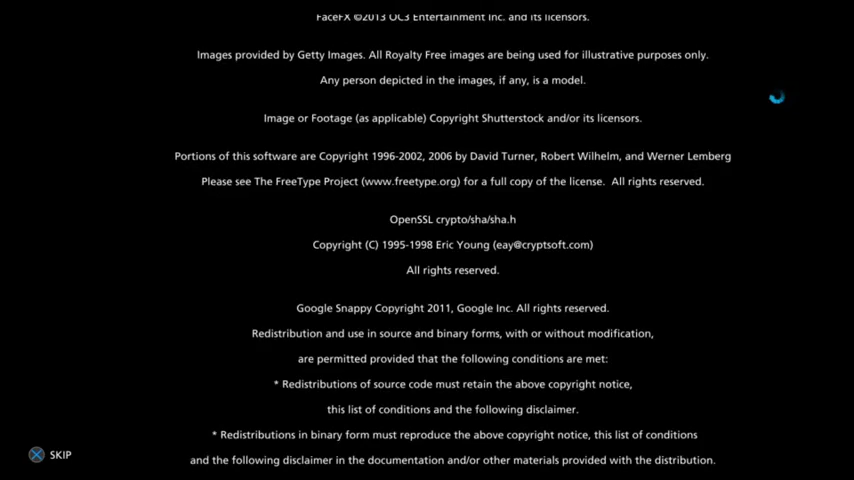 FaceFX ©2013 OC3 Entertainment Inc. and its licensors.
Images provided by Getty Images. All Royalty Free images are being used for illustrative purposes only.
Any person depicted in the images, if any, is a model.
Image or Footage (as applicable) Copyright Shutterstock and/or its licensors.
Portions of this software are Copyright 1996-2002, 2006 by David Turner, Robert Wilhelm, and Werner Lemberg
Please see The FreeType Project (www.freetype.org) for a full copy of the license.  All rights reserved.
OpenSSL crypto/sha/sha.h
Copyright (C) 1995-1998 Eric Young (eay@cryptsoft.com)
All rights reserved.
Google Snappy Copyright 2011, Google Inc. All rights reserved.
Redistribution and use in source and binary forms, with or without modification,
are permitted provided that the following conditions are met:
* Redistributions of source code must retain the above copyright notice,
this list of conditions and the following disclaimer.
* Redistributions in binary form must reproduce the above copyright notice, this list of conditions
SKIP
and the following disclaimer in the documentation and/or other materials provided with the distribution.